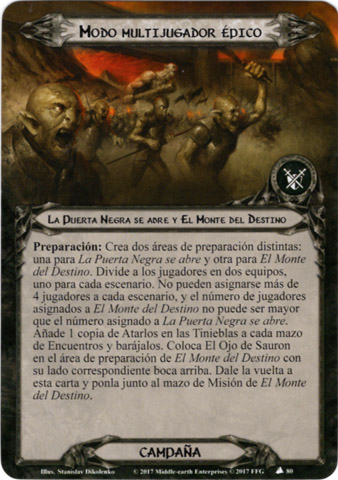 Modo multijugador épico
La Puerta Negra se abre y El Monte del Destino
Preparación: Crea dos áreas de preparación distintas:
una para La Puerta Negra se abre y otra para El Monte
del Destino. Divide a los jugadores en dos equipos,
uno para cada escenario. No pueden asignarse más de
4 jugadores a cada escenario, y el número de jugadores
asignados a El Monte del Destino no puede ser mayor
que el número asignado a La Puerta Negra se abre.
Añade 1 copia de Atarlos en las Tinieblas a cada mazo
de Encuentros y barájalos. Coloca El Ojo de Sauron
en el área de preparación de El Monte del Destino con
su lado correspondiente boca arriba. Dale la vuelta a
esta carta y ponla junto al mazo de Misión de El Monte
del Destino.
CAMPAÑA
Illus. Stanislav Dikolenko
© 2017 Middle-earth Enterprises © 2017 FFG
80